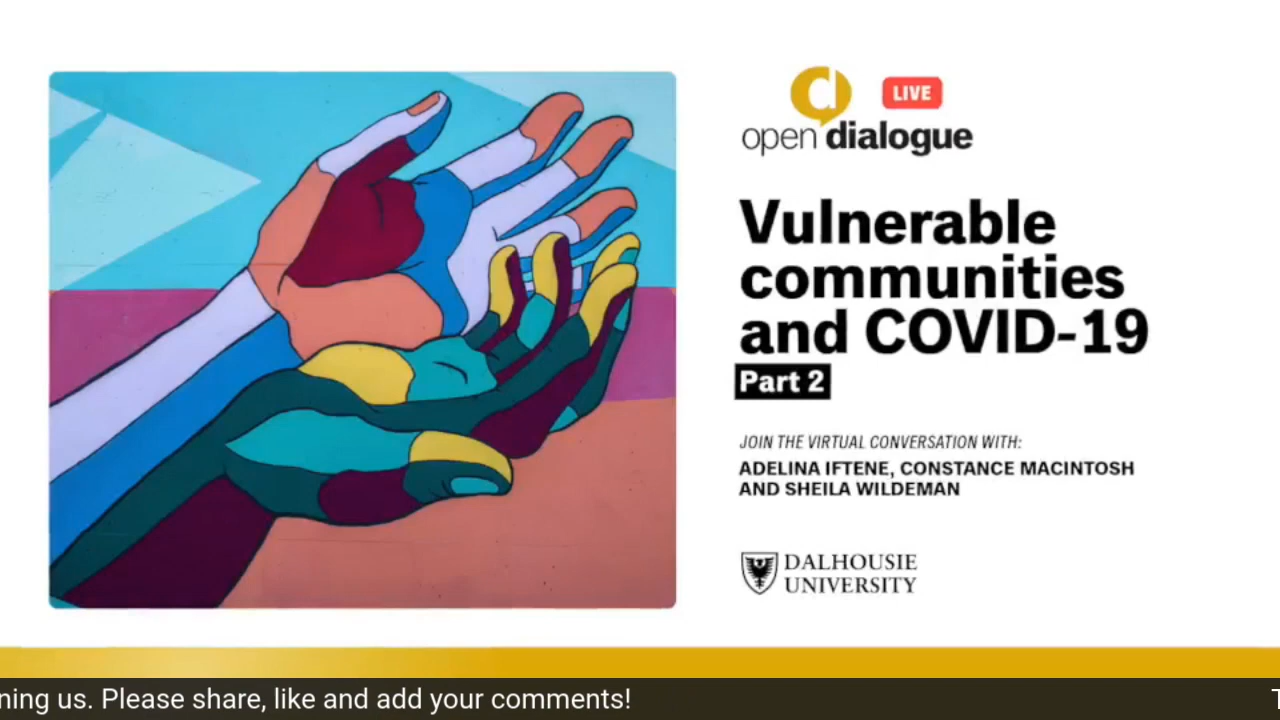 LIVE
open dialogue
Vulnerable
communities
and COVID-19
Part 2
JOIN THE VIRTUAL CONVERSATION WITH:
ADELINA IFTENE, CONSTANCE MACINTOSH
AND SHEILA WILDEMAN
DALHOUSIE
UNIVERSITY
us. Please share, like and add your comments!